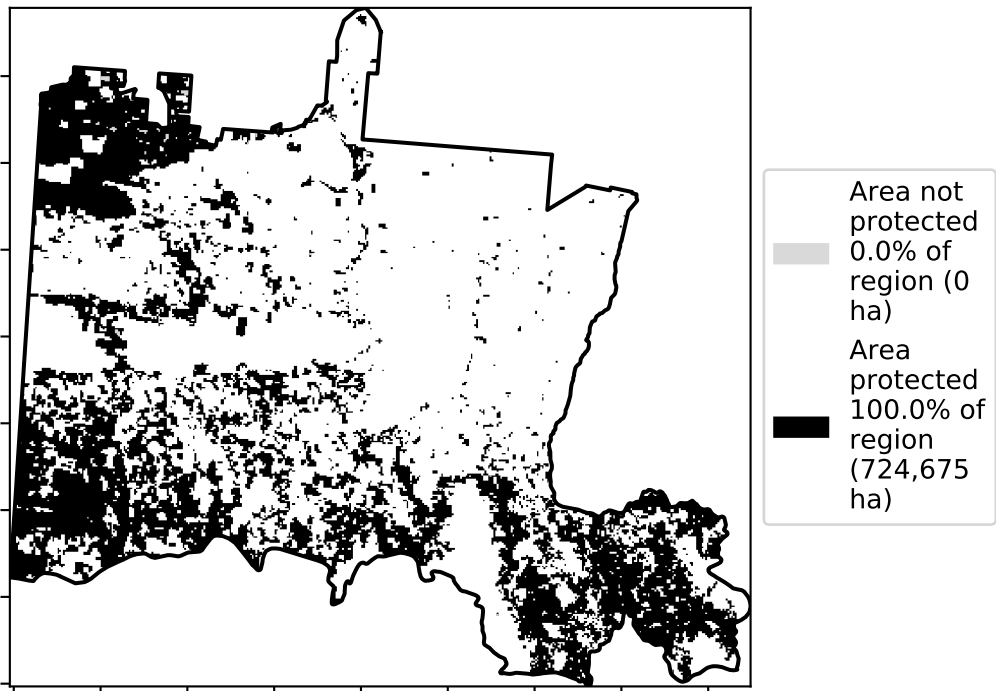 Area not
protected
0.0% of
region (0
ha)
Area
protected
100.0% of
region
(724,675
ha)